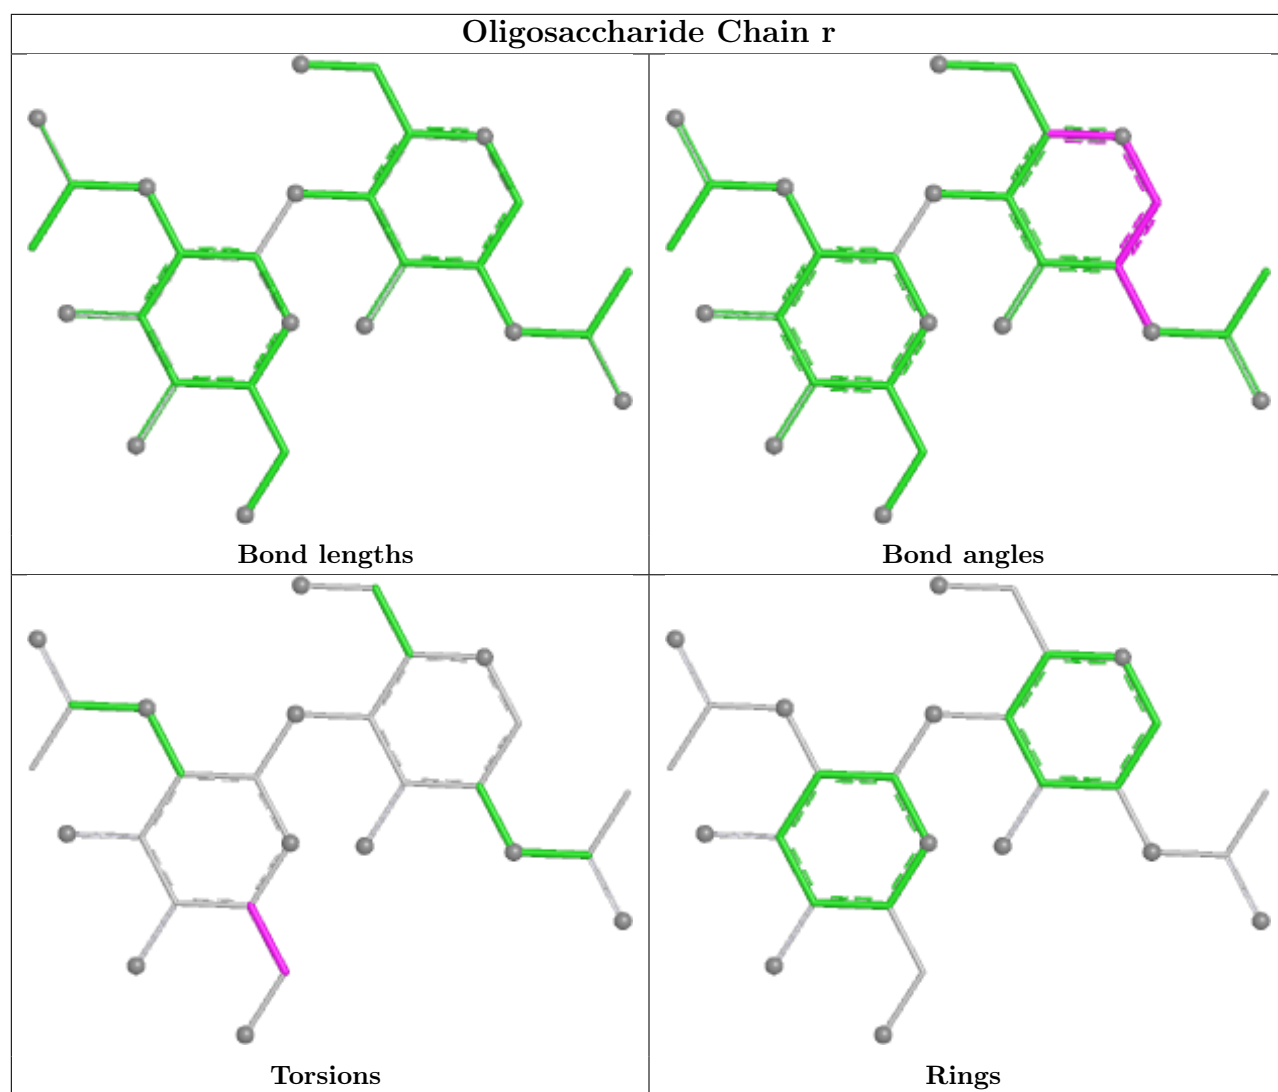 Oligosaccharide Chain r
Bond lengths
Bond angles
Torsions
Rings